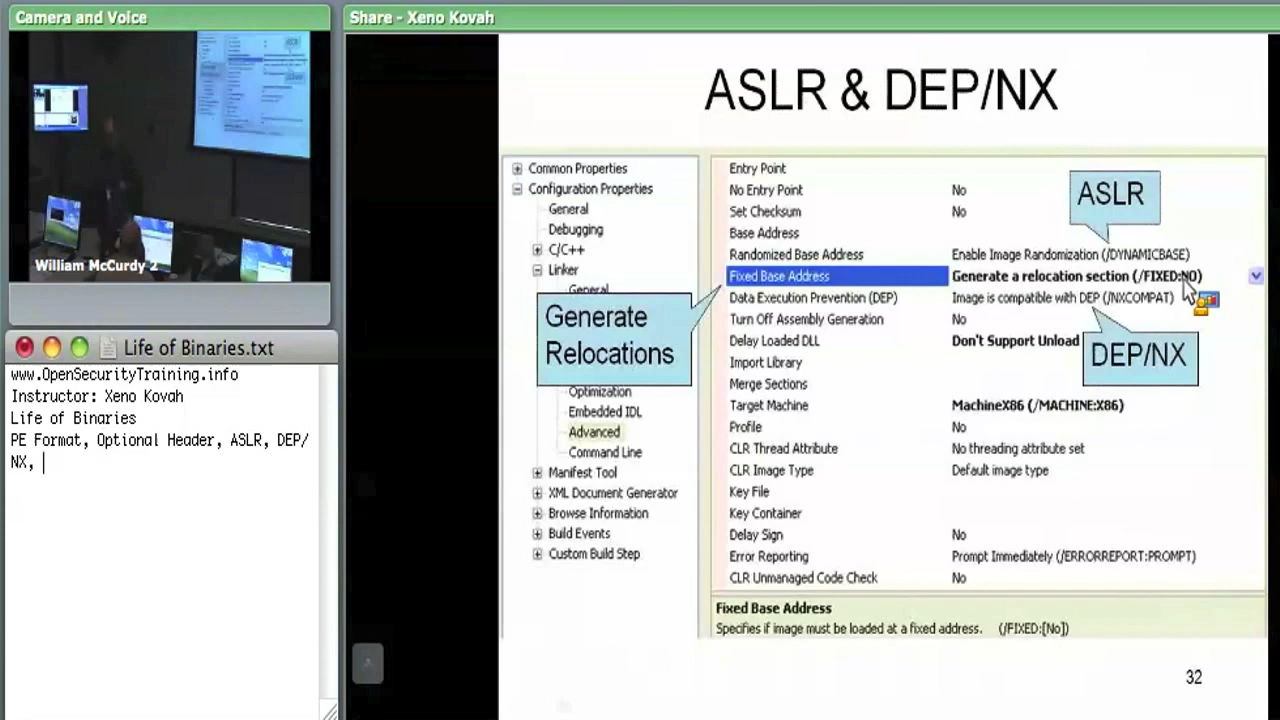 Camera and Voice
William McCurdy 2
Life of Binaries.txt
www.OpenSecurityTraining.info
Instructor: Xeno Kovah
Life of Binaries
PE Format, Optional Header, ASLR, DEP/
NX,
Share - Xeno Kovah
ASLR & DEP/NX
Common Properties
Configuration Properties
General
Debugging
C/C++
Linker
General
Optimization
Embedded IDL
Advanced
Command Line
Manifest Tool
XML Document Generator
Browse Information
Build Events
Custom Build Step
Generate
Relocations
Entry Point
No Entry Point No
Set Checksum No
Base Address
Randomized Base Address Enable Image Randomization (/DYNAMICBASE)
Fixed Base Address Generate a relocation section (/FIXED:NO)
Data Execution Prevention (DEP) Image is compatible with DEP (/NXCOMPAT)
Turn Off Assembly Generation No
Delay Loaded DLL Don't Support Unload
Import Library
Merge Sections
Target Machine MachineX86 (/MACHINE:X86)
Profile No
CLR Thread Attribute No threading attribute set
CLR Image Type Default image type
Key File
Key Container
Delay Sign No
Error Reporting Prompt Immediately (/ERRORREPORT:PROMPT)
CLR Unmanaged Code Check No
ASLR
DEP/NX
Fixed Base Address
Specifies if image must be loaded at a fixed address. (/FIXED:[No])
32